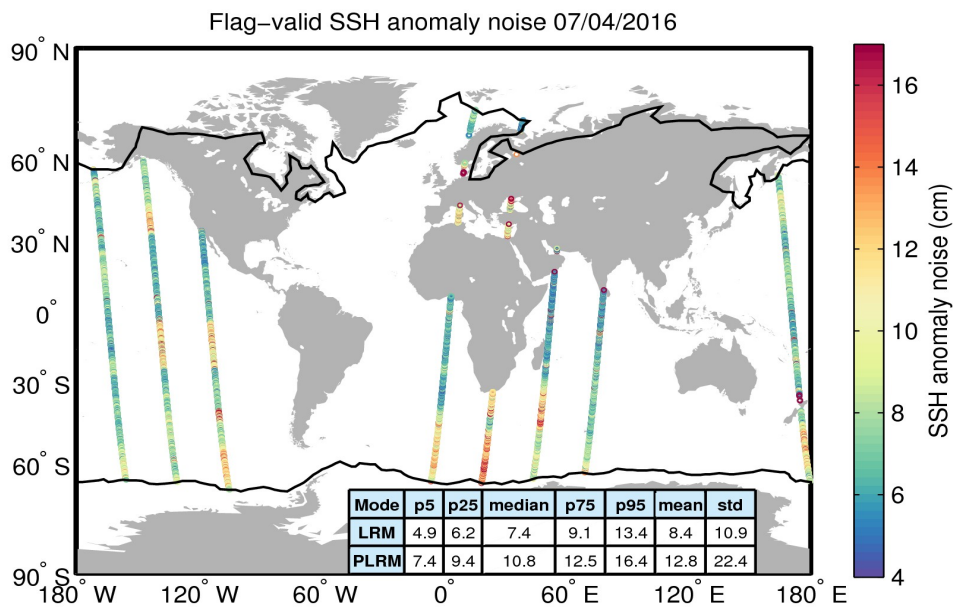 Flag−valid SSH anomaly noise 07/04/2016
90° N
60° N
30° N
0°
30° S
60° S
90° S
180° W 120° W 60° W 0° 60° E 120° E 180° E
Mode p5 p25 median p75 p95 mean std
LRM 4.9 6.2 7.4 9.1 13.4 8.4 10.9
PLRM 7.4 9.4 10.8 12.5 16.4 12.8 22.4
16
14
12
10
8
6
4
SSH anomaly noise (cm)